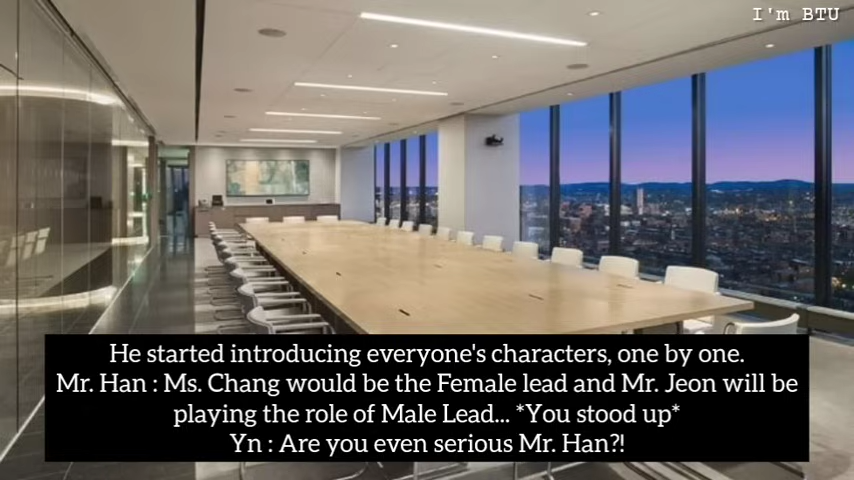 I'm BTU
He started introducing everyone's characters, one by one.
Mr. Han : Ms. Chang would be the Female lead and Mr. Jeon will be
playing the role of Male Lead... *You stood up*
Yn : Are you even serious Mr. Han?!